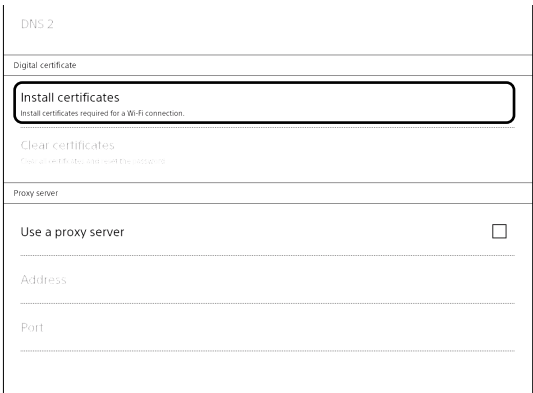 DNS 2
Digital certificate
Install certificates
Install certificates required for a Wi-Fi connection.
Clear certificates
Proxy server
Use a proxy server
Address
Port